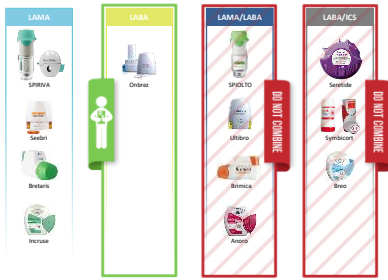 LAMA
LABA
LAMA/LABA
LABA/ICS
SPIRIVA
Onbrez
SPIOLTO
Seretide
DO NOT COMBINE
DO NOT COMBINE
Seebri
Ultibro
Symbicort
Bretaris
Brimica
Breo
Incruse
Anoro